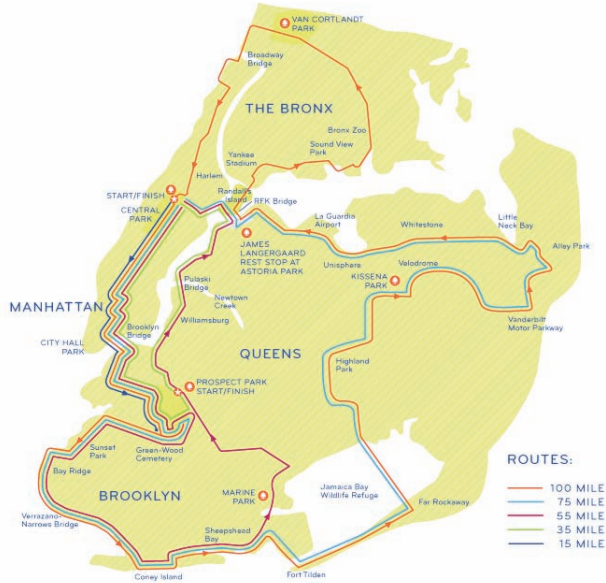 VAN CORTLANDT
PARK
Broadway
Bridge
THE BRONX
Bronx Zoo
Sound View
Park
Yankee
Stadium
Harlem
Randall's
Island
RFK Bridge
START/FINISH
CENTRAL
PARK
La Guardia
Airport
Whitestone
Little
Neck Bay
Alley Park
JAMES
LANGERGAARD
REST STOP AT
ASTORIA PARK
Unisphere
Valodrome
KISSENA
PARK
Pulaski
Bridge
Newtown
Creek
MANHATTAN
Williamsburg
Vanderbilt
Motor Parkway
Brooklyn
Bridge
CITY HALL
PARK
QUEENS
Highland
Park
PROSPECT PARK
START/FINISH
Sunset
Park
Green-Wood
Cemetery
Bay Ridge
BROOKLYN
MARINE
PARK
Jamaica Bay
Wildlife Refuge
Far Rockaway
Verrazano-
Narrows Bridge
Sheepshead
Bay
Coney Island
Fort Tilden
ROUTES:
100 MILE
75 MILE
55 MILE
35 MILE
15 MILE